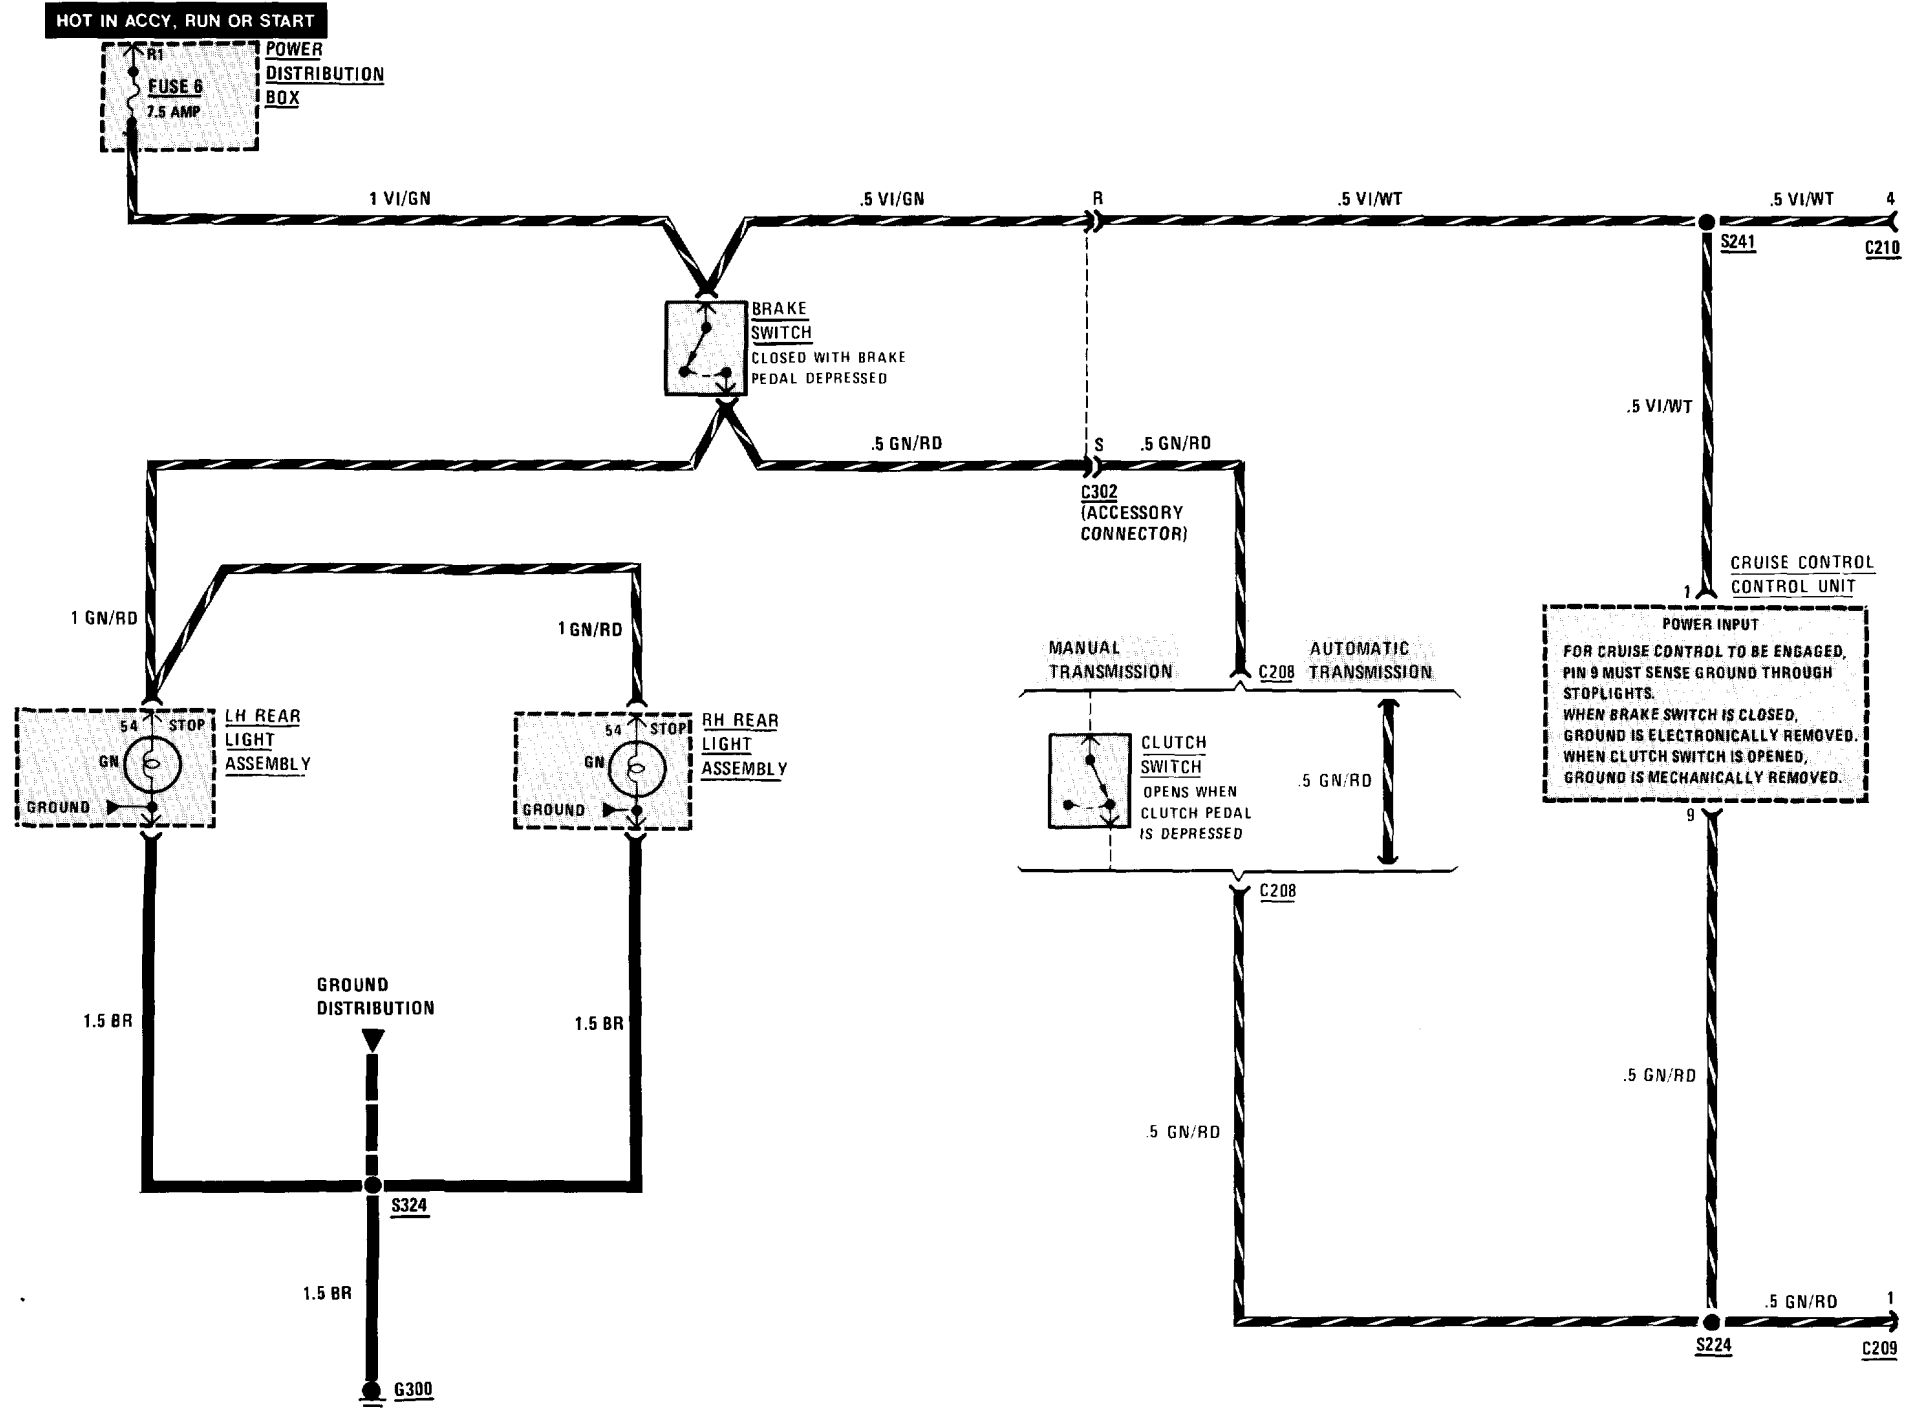 HOT IN ACCY, RUN OR START
R1
FUSE 6
7.5 AMP
POWER
DISTRIBUTION
BOX
1 VI/GN
.5 VI/GN
R
.5 VI/WT
.5 VI/WT
4
S241
C210
BRAKE
SWITCH
CLOSED WITH BRAKE
PEDAL DEPRESSED
.5 VI/WT
.5 GN/RD
S
.5 GN/RD
C302
(ACCESSORY
CONNECTOR)
CRUISE CONTROL
CONTROL UNIT
1
POWER INPUT
FOR CRUISE CONTROL TO BE ENGAGED,
PIN 9 MUST SENSE GROUND THROUGH
STOPLIGHTS.
WHEN BRAKE SWITCH IS CLOSED,
GROUND IS ELECTRONICALLY REMOVED.
WHEN CLUTCH SWITCH IS OPENED,
GROUND IS MECHANICALLY REMOVED.
9
1 GN/RD
1 GN/RD
MANUAL
TRANSMISSION
C208
AUTOMATIC
TRANSMISSION
54
STOP
GN
GROUND
LH REAR
LIGHT
ASSEMBLY
54
STOP
GN
GROUND
RH REAR
LIGHT
ASSEMBLY
CLUTCH
SWITCH
OPENS WHEN
CLUTCH PEDAL
IS DEPRESSED
.5 GN/RD
C208
GROUND
DISTRIBUTION
1.5 BR
1.5 BR
.5 GN/RD
.5 GN/RD
S324
1.5 BR
.5 GN/RD
1
S224
C209
G300